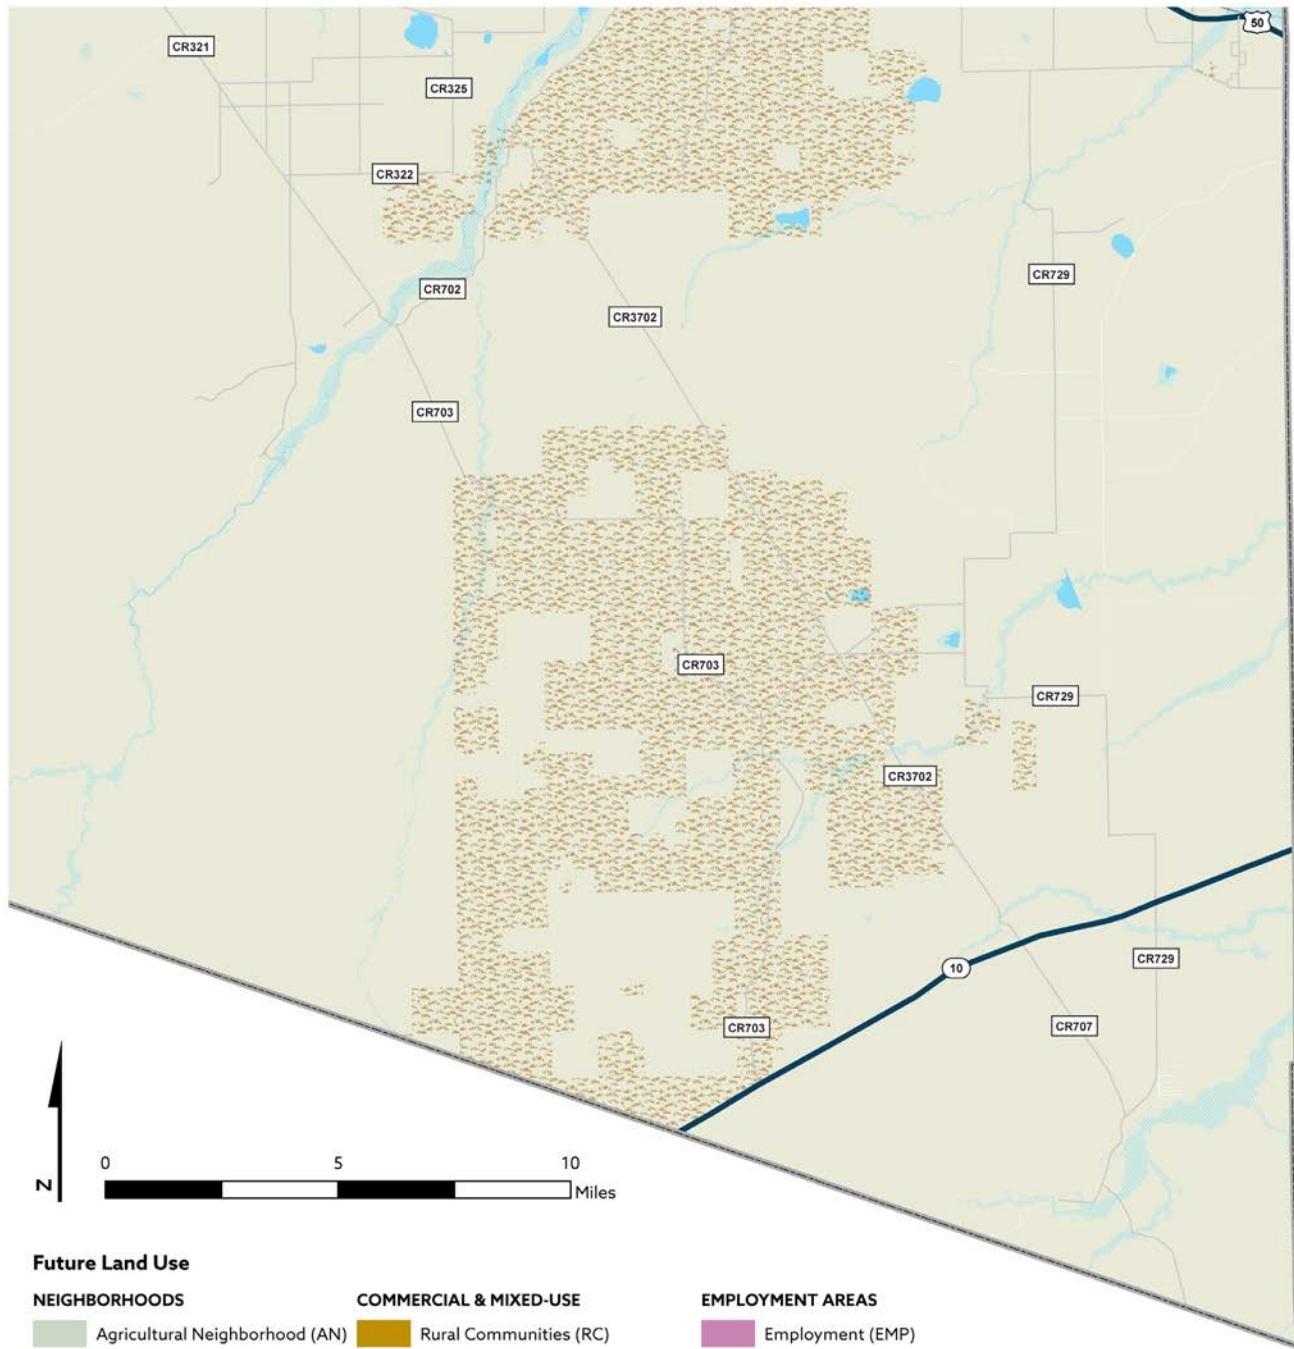 50
CR321
CR325
CR322
CR729
CR702
CR3702
CR703
CR703
CR729
CR3702
CR729
10
CR707
CR703
N
0 5 10
Miles
Future Land Use
NEIGHBORHOODS COMMERCIAL & MIXED-USE EMPLOYMENT AREAS
Agricultural Neighborhood (AN) Rural Communities (RC) Employment (EMP)